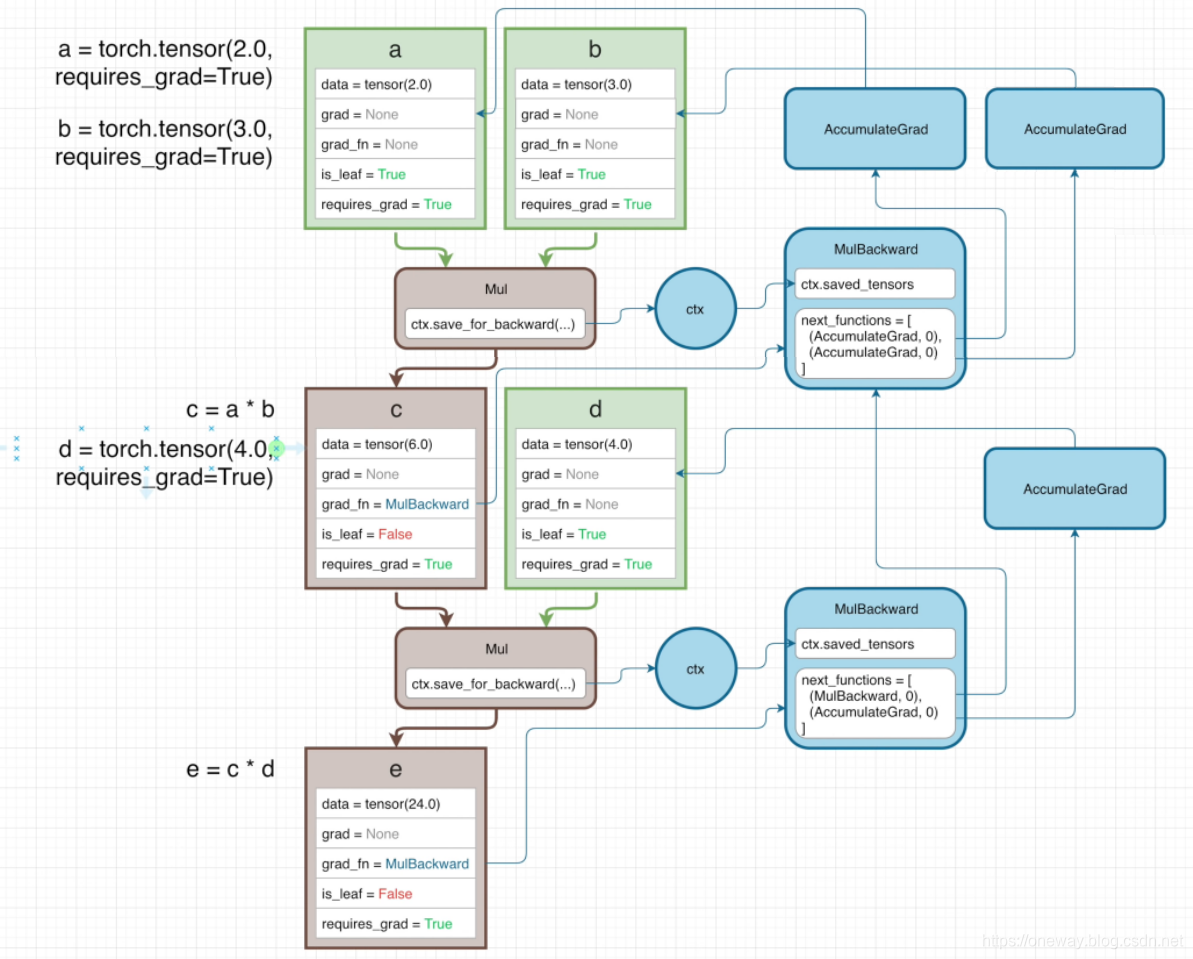 a = torch.tensor(2.0,
requires_grad=True)
b = torch.tensor(3.0,
requires_grad=True)
a
data = tensor(2.0)
grad = None
grad_fn = None
is_leaf = True
requires_grad = True
b
data = tensor(3.0)
grad = None
grad_fn = None
is_leaf = True
requires_grad = True
AccumulateGrad
AccumulateGrad
Mul
ctx.save_for_backward(...)
ctx
MulBackward
ctx.saved_tensors
next_functions = [
(AccumulateGrad, 0),
(AccumulateGrad, 0)
]
c = a * b
d = torch.tensor(4.0,
requires_grad=True)
c
data = tensor(6.0)
grad = None
grad_fn = MulBackward
is_leaf = False
requires_grad = True
d
data = tensor(4.0)
grad = None
grad_fn = None
is_leaf = True
requires_grad = True
AccumulateGrad
Mul
ctx.save_for_backward(...)
ctx
MulBackward
ctx.saved_tensors
next_functions = [
(MulBackward, 0),
(AccumulateGrad, 0)
]
e = c * d
e
data = tensor(24.0)
grad = None
grad_fn = MulBackward
is_leaf = False
requires_grad = True
https://oneway.blog.csdn.net